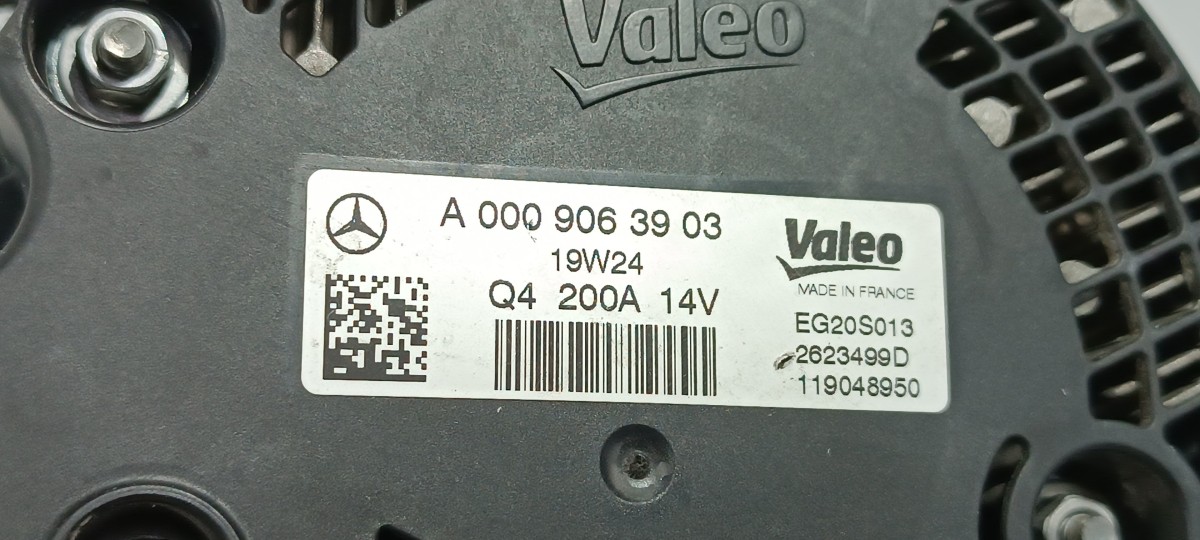 Valeo
A 000 906 39 03
19W24
Q4 200A 14V
Valeo
MADE IN FRANCE
EG20S013
2623499D
119048950